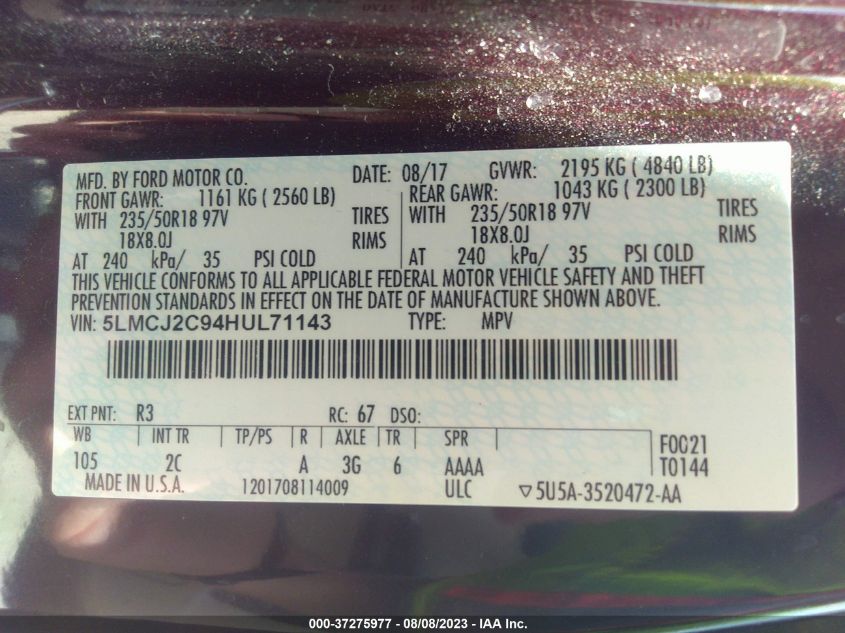 MFD. BY FORD MOTOR CO. DATE: 08/17 GVWR: 2195 KG ( 4840 LB)
FRONT GAWR: 1161 KG ( 2560 LB) REAR GAWR: 1043 KG ( 2300 LB)
WITH 235/50R18 97V TIRES WITH 235/50R18 97V TIRES
18X8.0J RIMS 18X8.0J RIMS
AT 240 kPa/ 35 PSI COLD AT 240 kPa/ 35 PSI COLD
THIS VEHICLE CONFORMS TO ALL APPLICABLE FEDERAL MOTOR VEHICLE SAFETY AND THEFT
PREVENTION STANDARDS IN EFFECT ON THE DATE OF MANUFACTURE SHOWN ABOVE.
VIN: 5LMCJ2C94HUL71143 TYPE: MPV
EXT PNT: R3 RC: 67 DSO:
WB INT TR TP/PS R AXLE TR SPR F0C21
105 2C A 3G 6 AAAA T0144
MADE IN U.S.A. 1201708114009 ULC ▽5U5A-3520472-AA
000-37275977 - 08/08/2023 - IAA Inc.